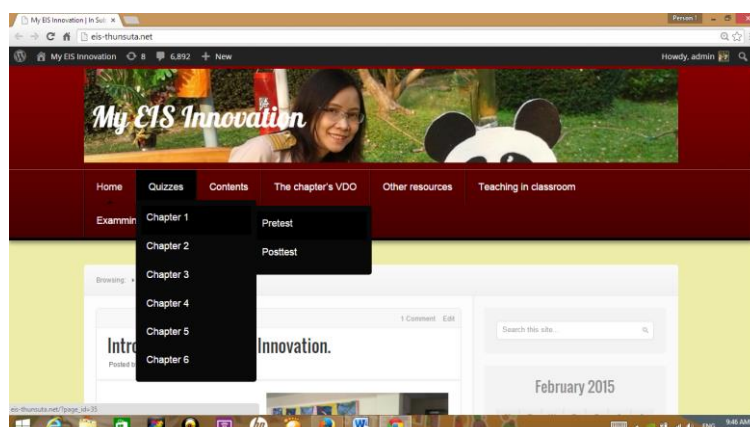 My EIS Innovation | In Sub
Person 1
eis-thunsuta.net
My EIS Innovation 8 6,892 + New Howdy, admin
My EIS Innovation
Home Quizzes Contents The chapter's VDO Other resources Teaching in classroom
Examin
Chapter 1
Chapter 2
Chapter 3
Chapter 4
Chapter 5
Chapter 6
Pretest
Posttest
Browsing:
1 Comment Edit
Intro Innovation.
Posted b
Search this site...
February 2015
eis-thunsuta.net/?page_id=35
ENG 9:46 AM